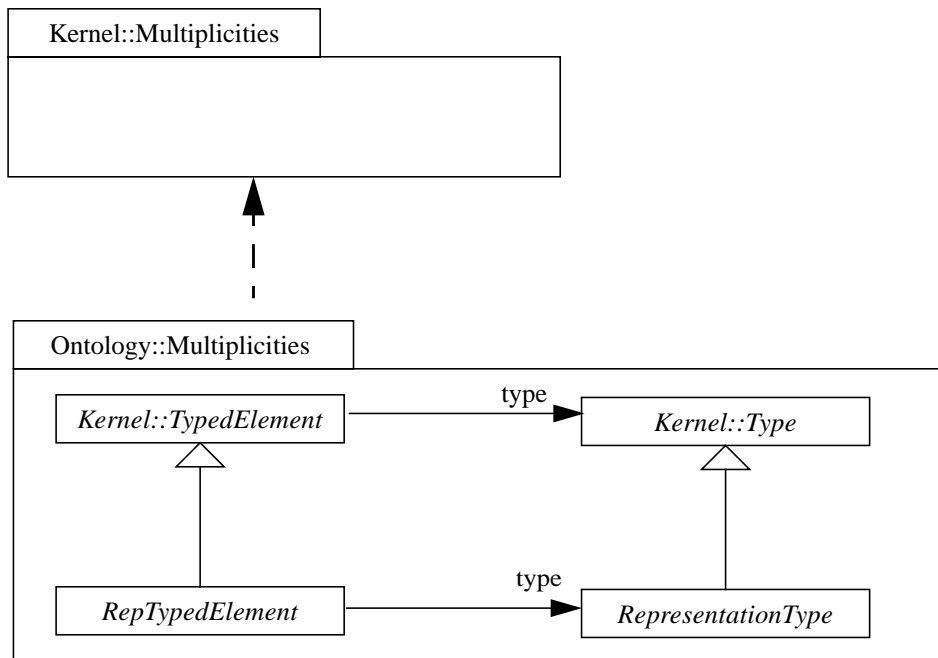 Kernel::Multiplicities
Ontology::Multiplicities
type
Kernel::TypedElement
Kernel::Type
type
RepTypedElement
RepresentationType